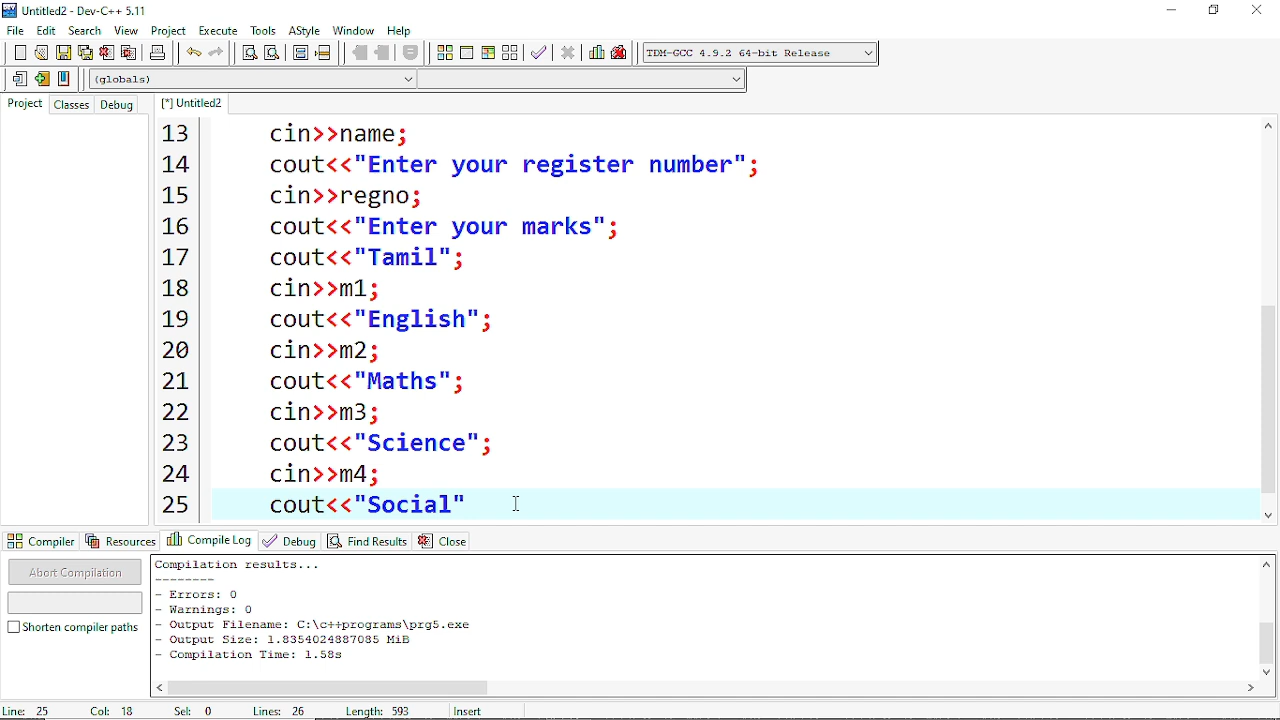 Untitled2 - Dev-C++ 5.11
File Edit Search View Project Execute Tools AStyle Window Help
TDM-GCC 4.9.2 64-bit Release
(globals)
Project Classes Debug [*] Untitled2
13 cin>>name;
14 cout<<"Enter your register number";
15 cin>>regno;
16 cout<<"Enter your marks";
17 cout<<"Tamil";
18 cin>>m1;
19 cout<<"English";
20 cin>>m2;
21 cout<<"Maths";
22 cin>>m3;
23 cout<<"Science";
24 cin>>m4;
25 cout<<"Social"
Compiler Resources Compile Log Debug Find Results Close
Abort Compilation
Shorten compiler paths
Compilation results...
--------
- Errors: 0
- Warnings: 0
- Output Filename: C:\c++programs\prg5.exe
- Output Size: 1.8354024887085 MiB
- Compilation Time: 1.58s
Line: 25 Col: 18 Sel: 0 Lines: 26 Length: 593 Insert